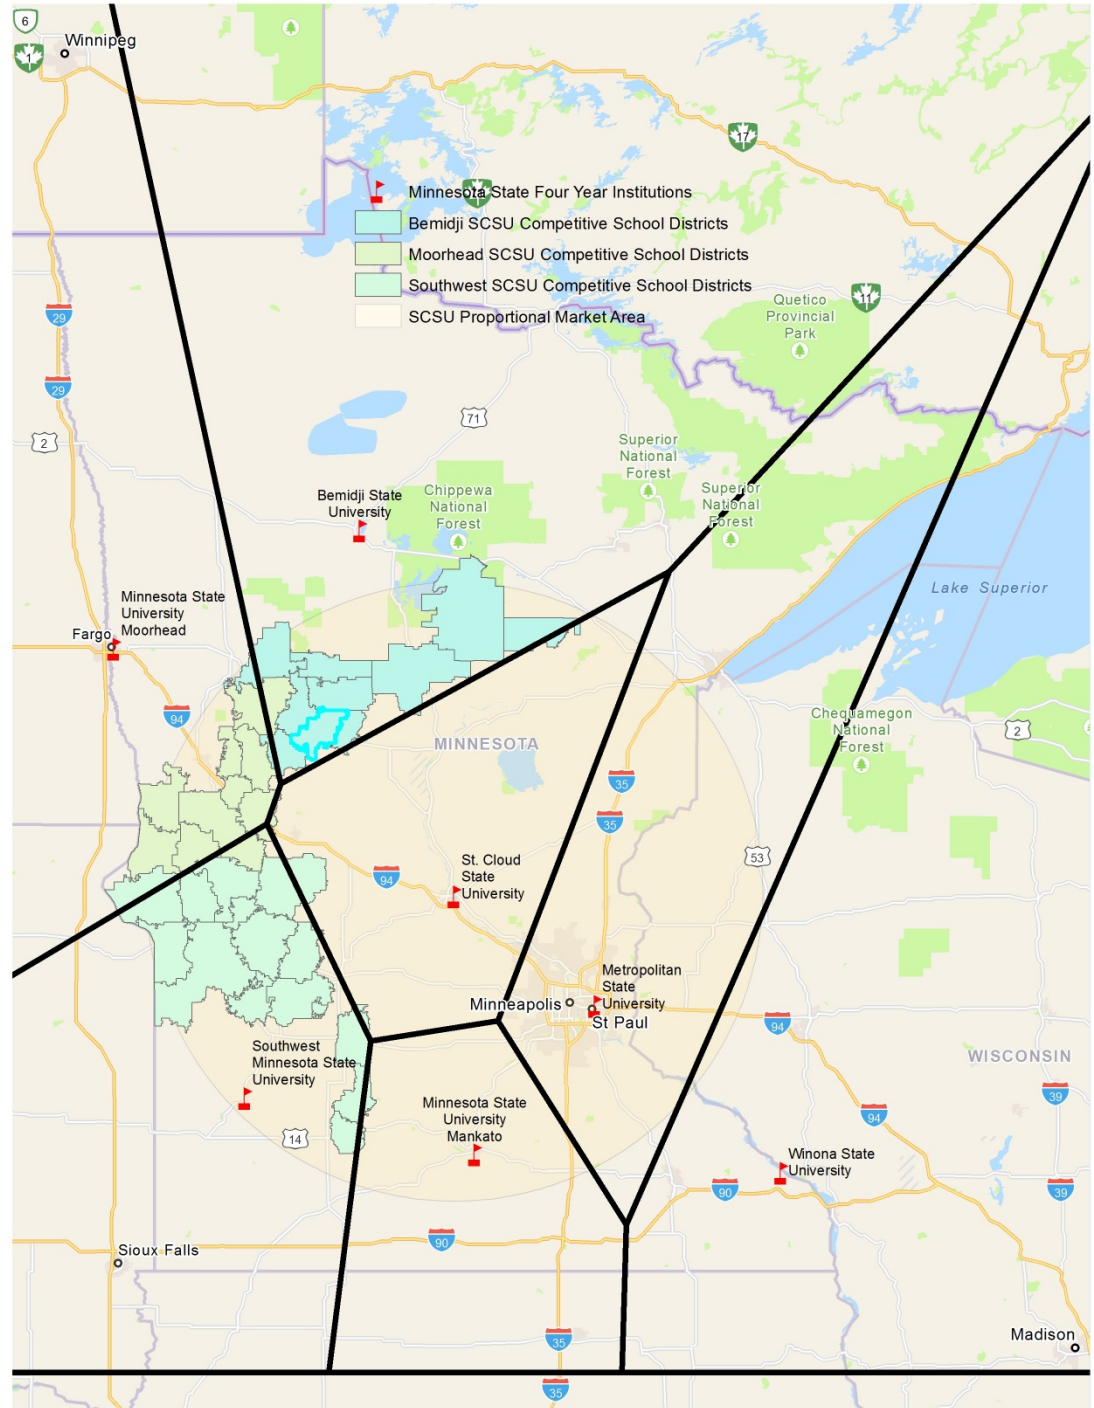 6
Winnipeg
1
17
Minnesota State Four Year Institutions
Bemidji SCSU Competitive School Districts
Moorhead SCSU Competitive School Districts
Southwest SCSU Competitive School Districts
SCSU Proportional Market Area
29
11
Quetico
Provincial
Park
29
71
2
Superior
National
Forest
Bemidji State
University
Chippewa
National
Forest
Superior
National
Forest
Minnesota State
University
Moorhead
Fargo
Lake Superior
94
Chequamegon
National
Forest
2
MINNESOTA
35
35
53
94
St. Cloud
State
University
Metropolitan
State
University
Minneapolis
St Paul
94
Southwest
Minnesota State
University
WISCONSIN
39
Minnesota State
University
Mankato
94
14
Winona State
University
90
39
90
Sioux Falls
35
Madison
35